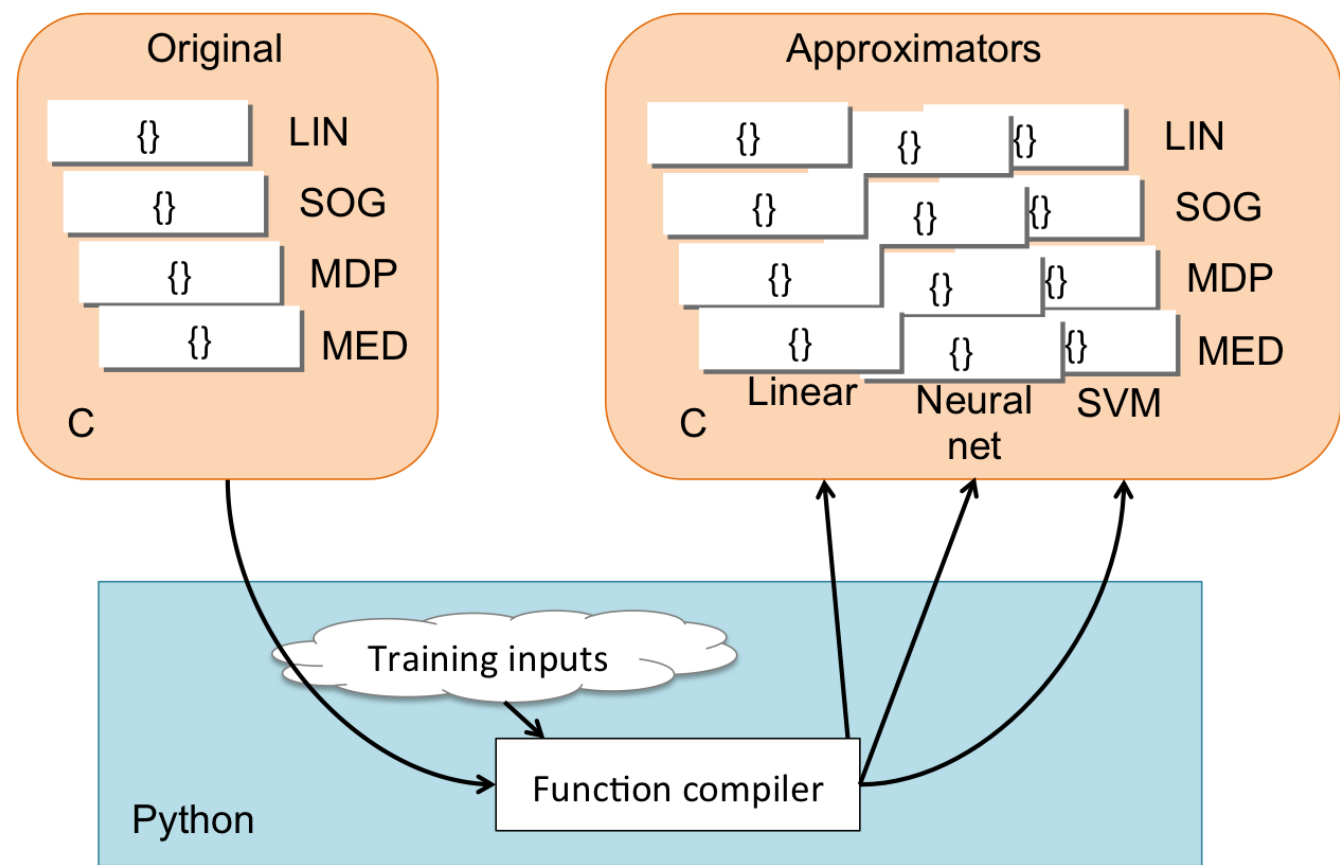 Original
{} LIN
{} SOG
{} MDP
{} MED
C
Approximators
{} {} {} LIN
{} {} {} SOG
{} {} {} MDP
{} {} {} MED
Linear Neural SVM
net
C
Training inputs
Function compiler
Python